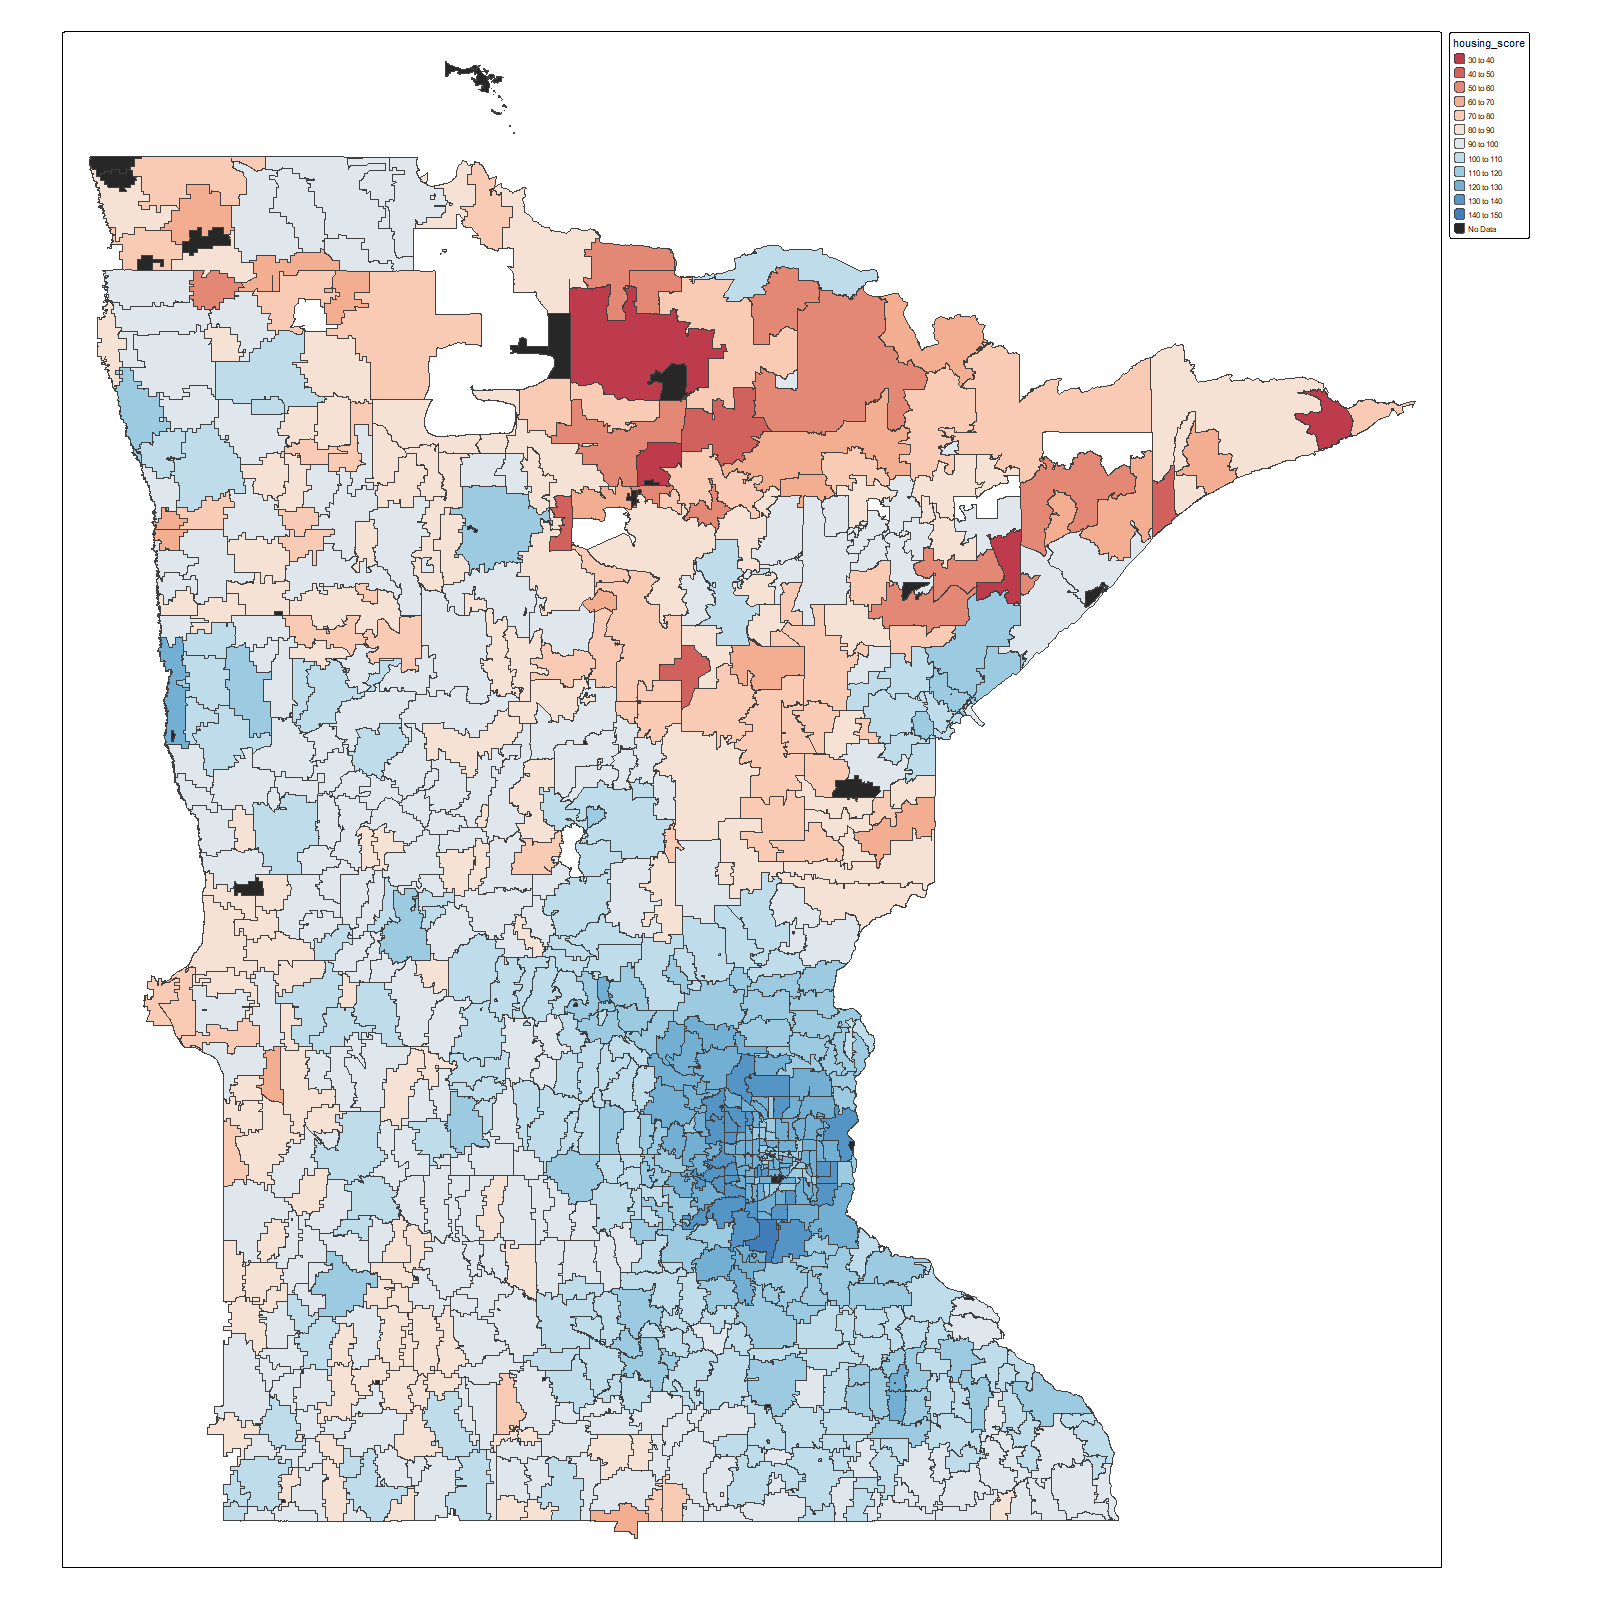 housing_score
30 to 40
40 to 50
50 to 60
60 to 70
70 to 80
80 to 90
90 to 100
100 to 110
110 to 120
120 to 130
130 to 140
140 to 150
No Data